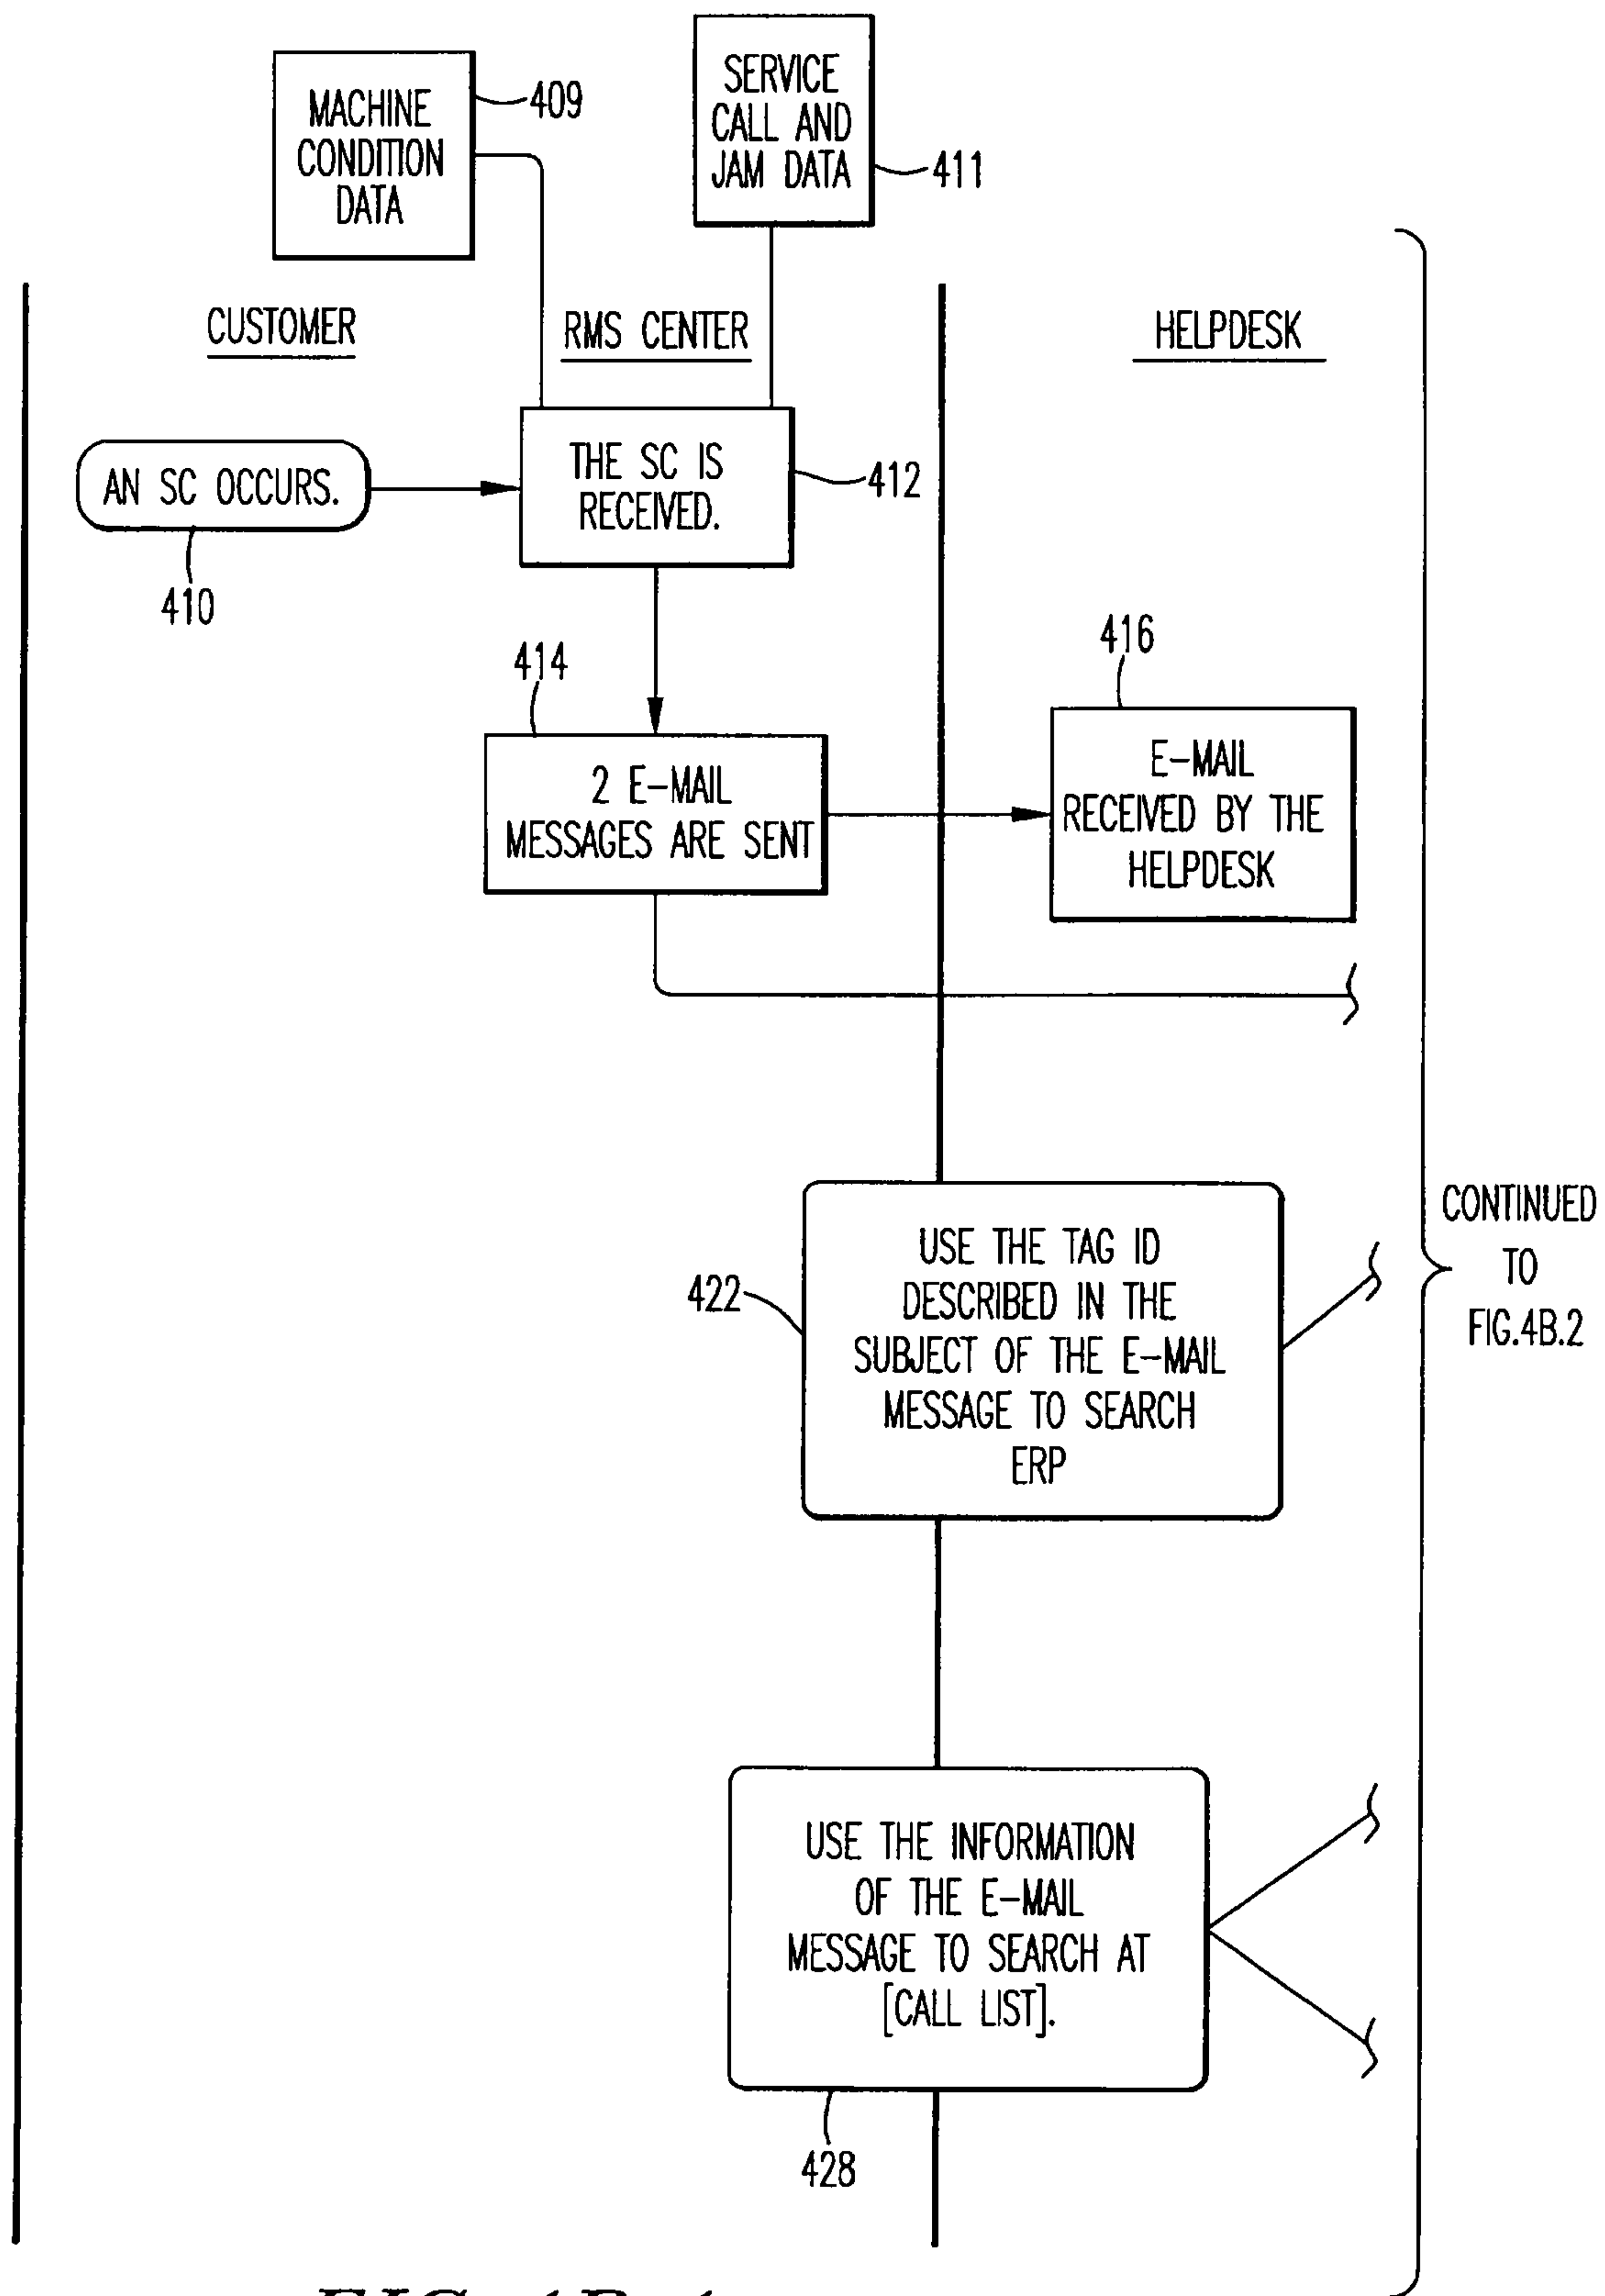 MACHINE
CONDITION
DATA
409
SERVICE
CALL AND
JAM DATA
411
CUSTOMER
RMS CENTER
HELPDESK
AN SC OCCURS.
410
THE SC IS
RECEIVED.
412
414
2 E-MAIL
MESSAGES ARE SENT
416
E-MAIL
RECEIVED BY THE
HELPDESK
422
USE THE TAG ID
DESCRIBED IN THE
SUBJECT OF THE E-MAIL
MESSAGE TO SEARCH
ERP
CONTINUED
TO
FIG.4B.2
USE THE INFORMATION
OF THE E-MAIL
MESSAGE TO SEARCH AT
[CALL LIST].
428